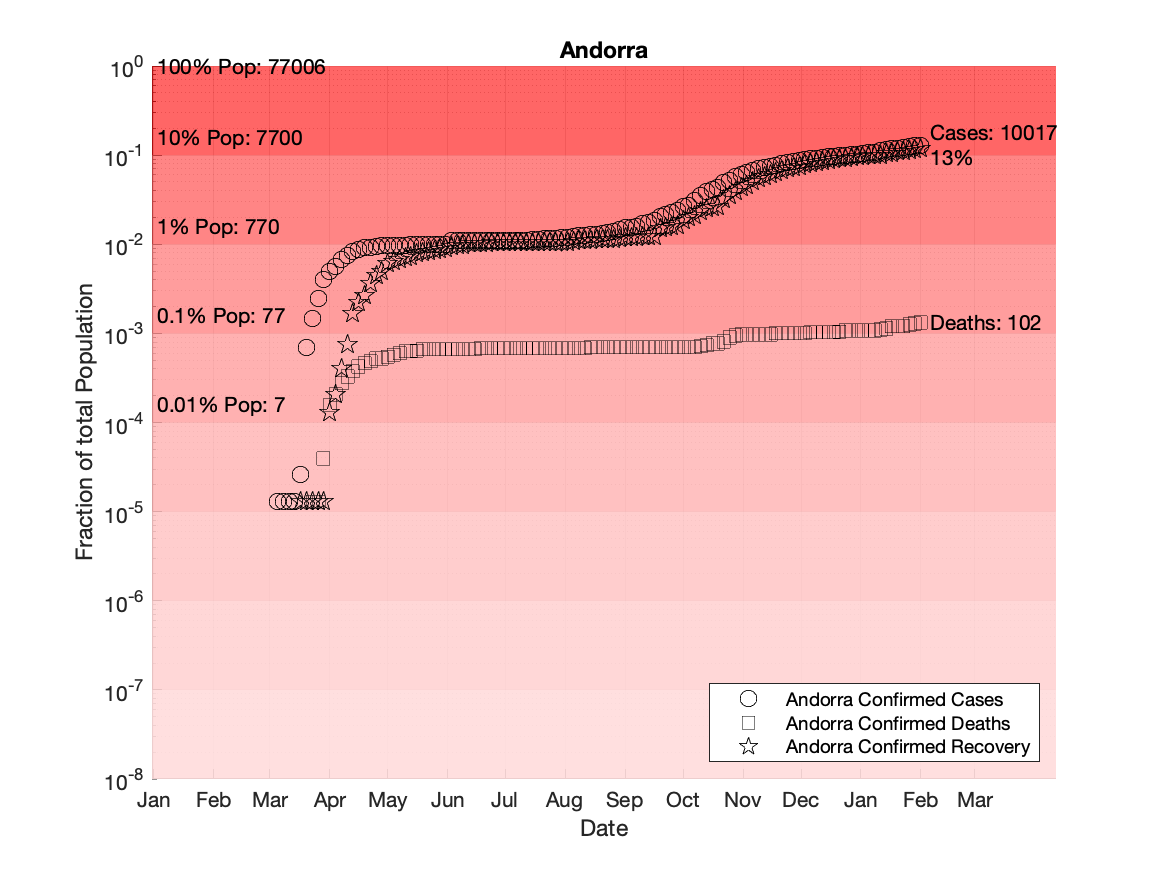 Andorra
10^0
100% Pop: 77006
10% Pop: 7700
Cases: 10017
10^-1
13%
1% Pop: 770
10^-2
0.1% Pop: 77
Deaths: 102
10^-3
0.01% Pop: 7
10^-4
10^-5
10^-6
10^-7
10^-8
Fraction of total Population
Andorra Confirmed Cases
Andorra Confirmed Deaths
Andorra Confirmed Recovery
Jan Feb Mar Apr May Jun Jul Aug Sep Oct Nov Dec Jan Feb Mar
Date